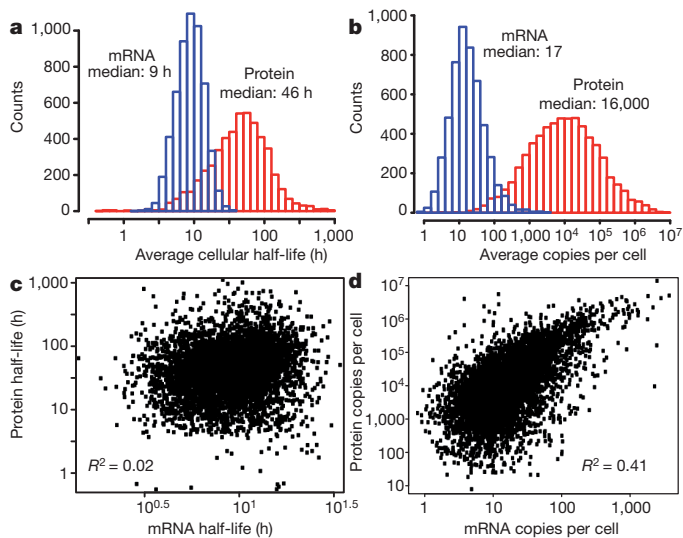 a
1,000
800
600
400
200
0
Counts
mRNA
median: 9 h
Protein
median: 46 h
1
10
100
1,000
Average cellular half-life (h)
b
1,000
800
600
400
200
0
Counts
mRNA
median: 17
Protein
median: 16,000
1
10
100
1,000
10⁴
10⁵
10⁶
10⁷
Average copies per cell
c
1,000
100
10
1
Protein half-life (h)
R² = 0.02
10⁰·⁵
10¹
10¹·⁵
mRNA half-life (h)
d
10⁷
10⁶
10⁵
10⁴
1,000
100
10
Protein copies per cell
R² = 0.41
1
10
100
1,000
mRNA copies per cell